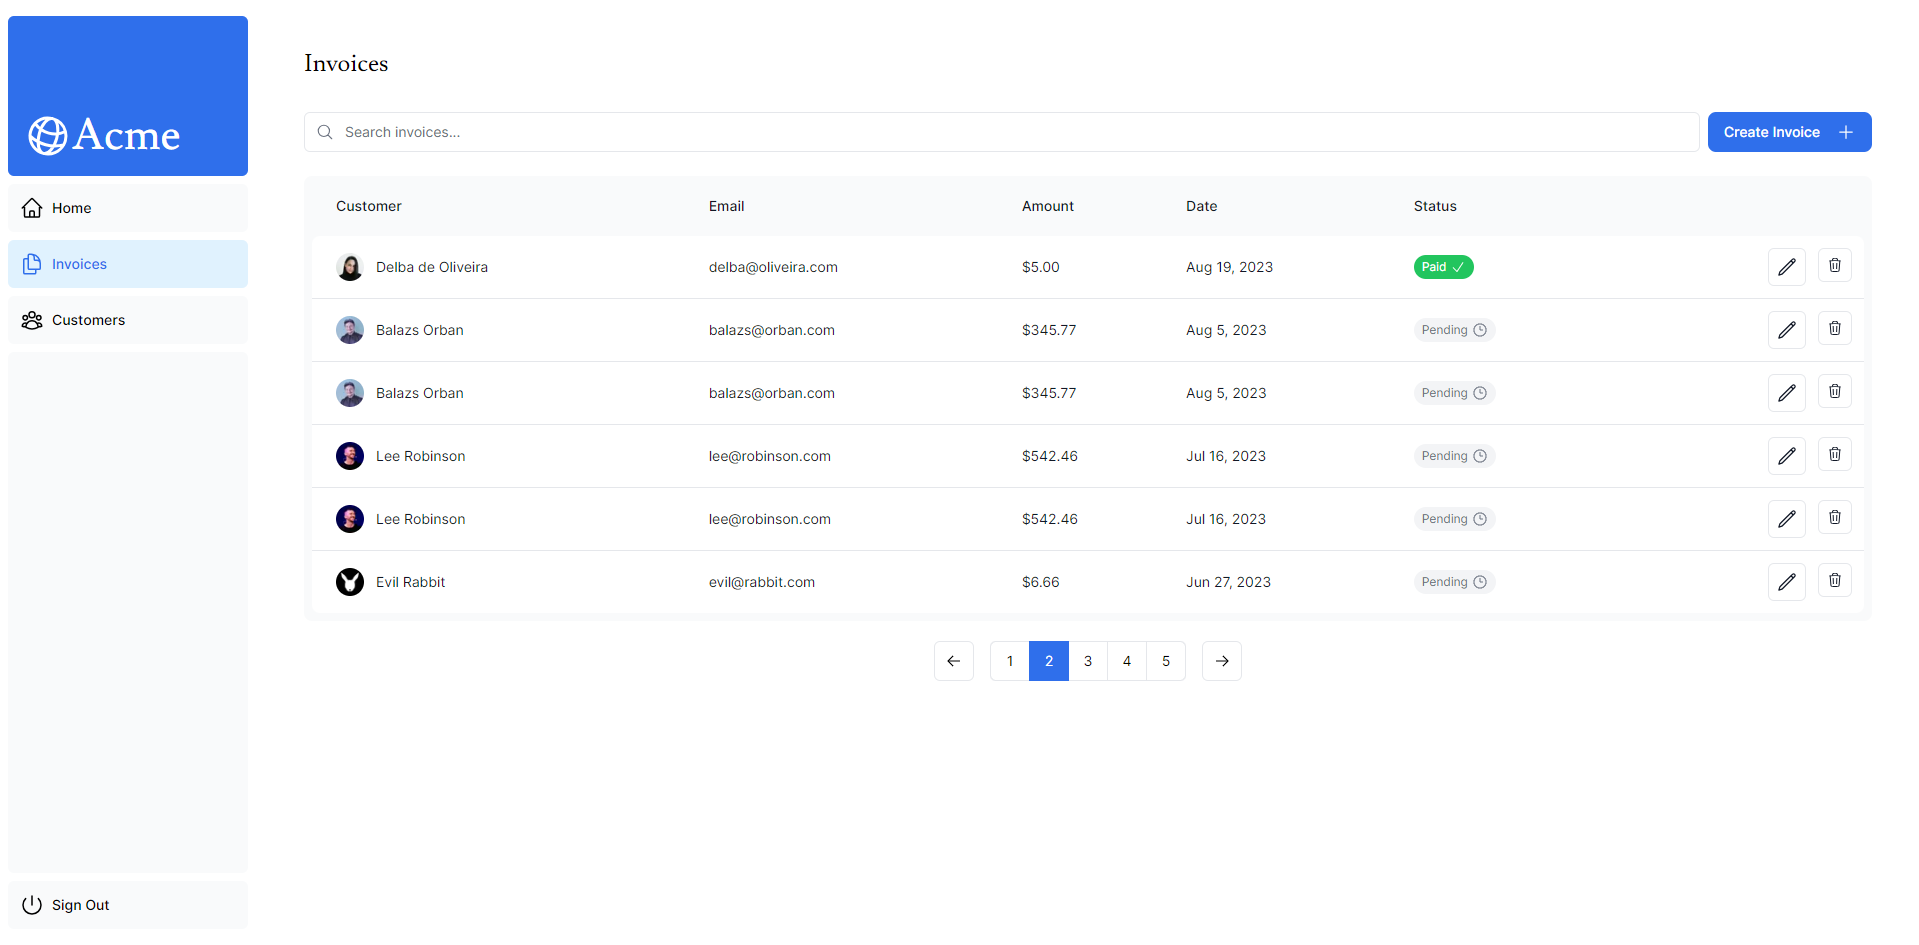 Acme
Home
Invoices
Customers
Sign Out
Invoices
Search invoices...
Create Invoice
Customer Email Amount Date Status
Delba de Oliveira delba@oliveira.com $5.00 Aug 19, 2023 Paid
Balazs Orban balazs@orban.com $345.77 Aug 5, 2023 Pending
Balazs Orban balazs@orban.com $345.77 Aug 5, 2023 Pending
Lee Robinson lee@robinson.com $542.46 Jul 16, 2023 Pending
Lee Robinson lee@robinson.com $542.46 Jul 16, 2023 Pending
Evil Rabbit evil@rabbit.com $6.66 Jun 27, 2023 Pending
1 2 3 4 5